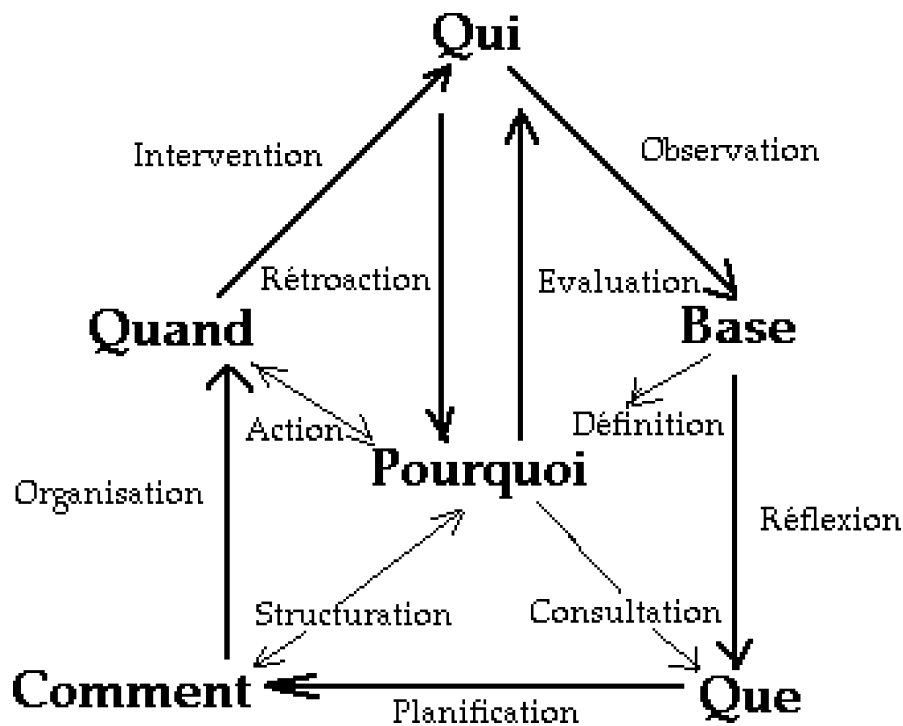 Qui
Intervention
Observation
Rétroaction
Evaluation
Quand
Base
Action
Définition
Pourquoi
Organisation
Réflexion
Structuration
Consultation
Comment
Que
Planification